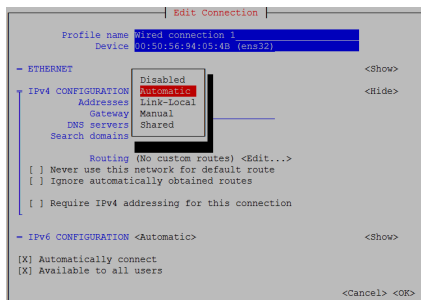 Edit Connection
Profile name Wired connection 1
Device 00:50:56:94:05:4B (ens32)
= ETHERNET <Show>
Disabled
IPv4 CONFIGURATION Automatic <Hide>
Addresses Link-Local
Gateway Manual
DNS servers Shared
Search domains
Routing (No custom routes) <Edit...>
[ ] Never use this network for default route
[ ] Ignore automatically obtained routes
[ ] Require IPv4 addressing for this connection
= IPv6 CONFIGURATION <Automatic> <Show>
[X] Automatically connect
[X] Available to all users
<Cancel> <OK>